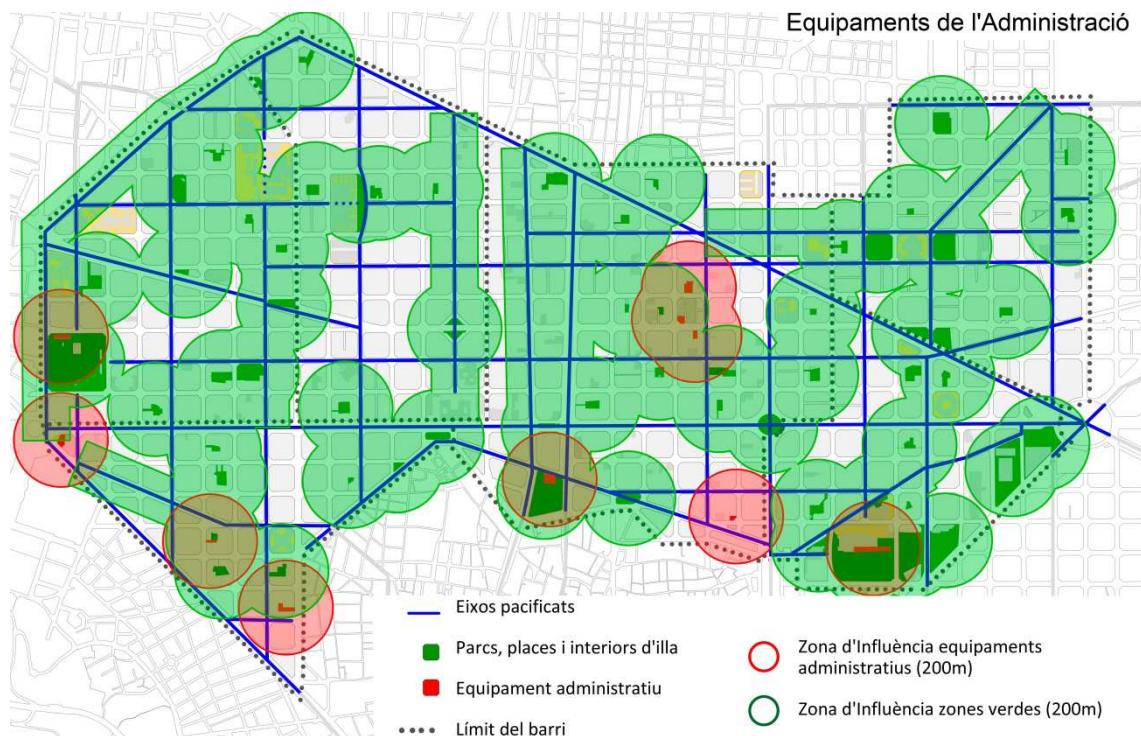 Equipaments de l'Administració
Eixos pacificats
Parcs, places i interiors d'illa
Equipament administratiu
Límit del barri
Zona d'Influència equipaments
administratius (200m)
Zona d'Influència zones verdes (200m)